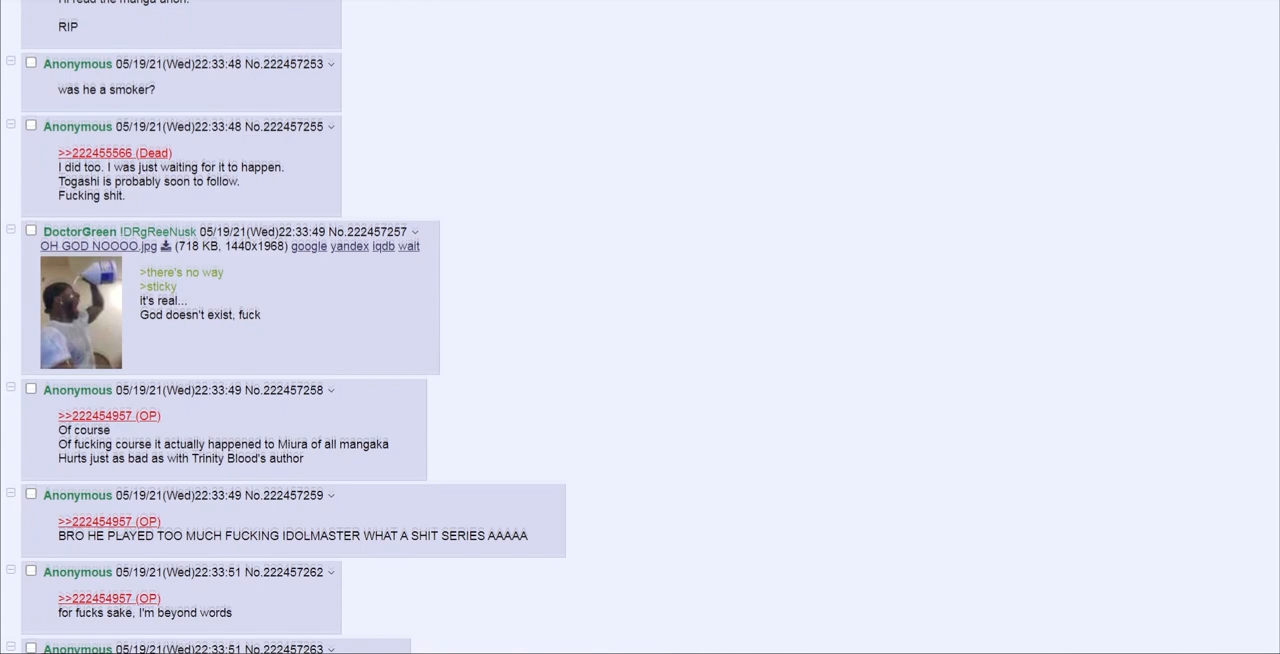 I'll read the manga anon.
RIP
Anonymous 05/19/21(Wed)22:33:48 No.222457253
was he a smoker?
Anonymous 05/19/21(Wed)22:33:48 No.222457255
>>222455566 (Dead)
I did too. I was just waiting for it to happen.
Togashi is probably soon to follow.
Fucking shit.
DoctorGreen !DRgReeNusk 05/19/21(Wed)22:33:49 No.222457257
OH GOD NOOOO.jpg (718 KB, 1440x1968) google yandex iqdb wait
>there's no way
>sticky
it's real...
God doesn't exist, fuck
Anonymous 05/19/21(Wed)22:33:49 No.222457258
>>222454957 (OP)
Of course
Of fucking course it actually happened to Miura of all mangaka
Hurts just as bad as with Trinity Blood's author
Anonymous 05/19/21(Wed)22:33:49 No.222457259
>>222454957 (OP)
BRO HE PLAYED TOO MUCH FUCKING IDOLMASTER WHAT A SHIT SERIES AAAAA
Anonymous 05/19/21(Wed)22:33:51 No.222457262
>>222454957 (OP)
for fucks sake, I'm beyond words
Anonymous 05/19/21(Wed)22:33:51 No.222457263